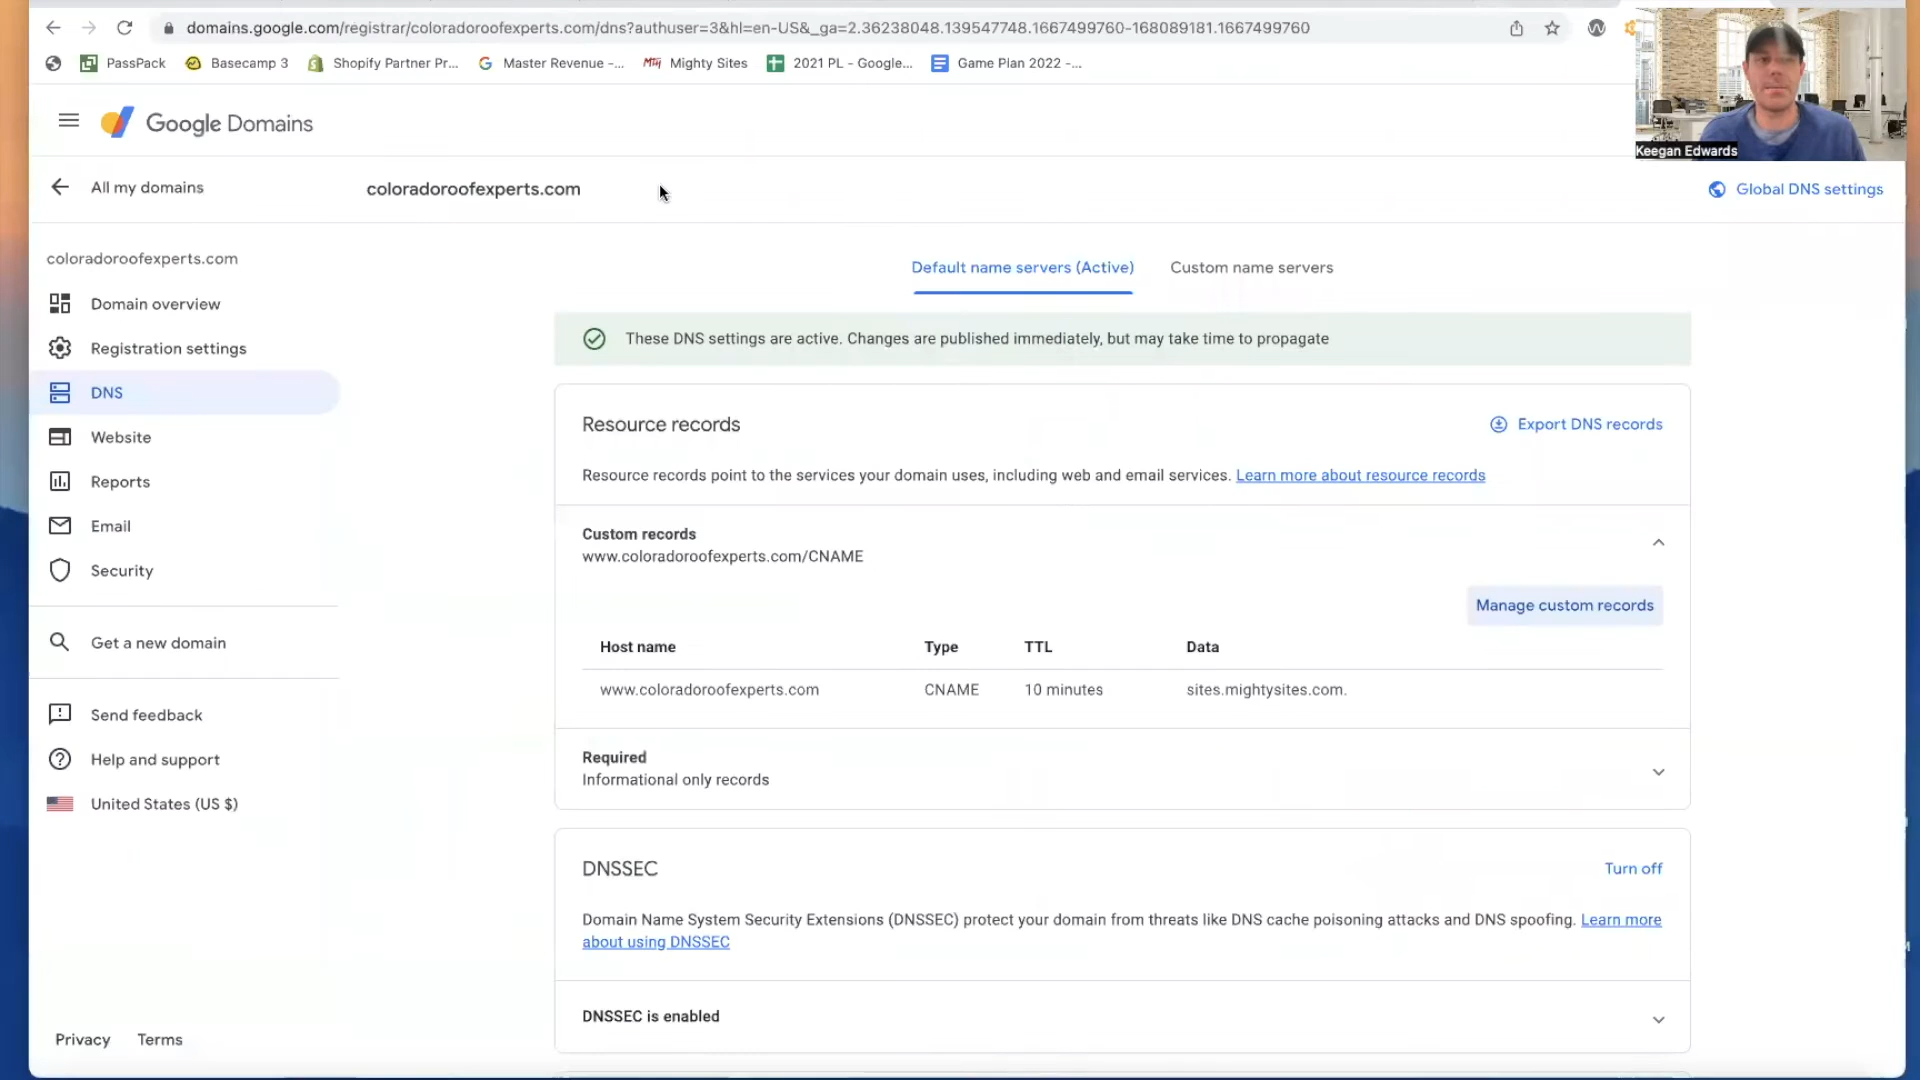 domains.google.com/registrar/coloradoroofexperts.com/dns?authuser=3&hl=en-US&_ga=2.36238048.139547748.1667499760-168089181.1667499760
PassPack
Basecamp 3
Shopify Partner Pr...
Master Revenue -...
Mighty Sites
2021 PL - Google...
Game Plan 2022 -...
Keegan Edwards
Google Domains
All my domains
coloradoroofexperts.com
Global DNS settings
coloradoroofexperts.com
Domain overview
Registration settings
DNS
Website
Reports
Email
Security
Get a new domain
Send feedback
Help and support
United States (US $)
Privacy
Terms
Default name servers (Active)
Custom name servers
These DNS settings are active. Changes are published immediately, but may take time to propagate
Resource records
Export DNS records
Resource records point to the services your domain uses, including web and email services. Learn more about resource records
Custom records
www.coloradoroofexperts.com/CNAME
Manage custom records
Host name Type TTL Data
www.coloradoroofexperts.com CNAME 10 minutes sites.mightysites.com.
Required
Informational only records
DNSSEC
Turn off
Domain Name System Security Extensions (DNSSEC) protect your domain from threats like DNS cache poisoning attacks and DNS spoofing. Learn more
about using DNSSEC
DNSSEC is enabled